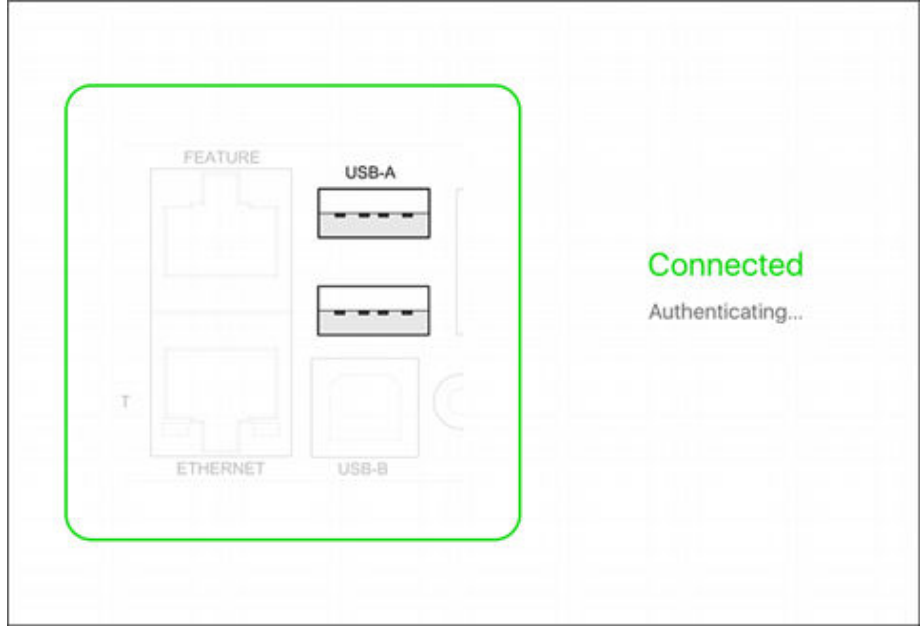 FEATURE
USB-A
Connected
Authenticating...
T
ETHERNET
USB-B